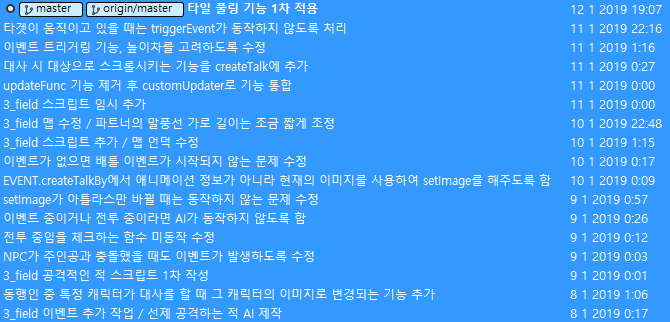 master origin/master 타일 풀링 기능 1차 적용 12 1 2019 19:07
타겟이 움직이고 있을 때는 triggerEvent가 동작하지 않도록 처리 11 1 2019 22:16
이벤트 트리거링 기능, 높이차를 고려하도록 수정 11 1 2019 1:16
대사 시 대상으로 스크롤시키는 기능을 createTalk에 추가 11 1 2019 0:27
updateFunc 기능 제거 후 customUpdater로 기능 통합 11 1 2019 0:00
3_field 스크립트 임시 추가 11 1 2019 0:00
3_field 맵 수정 / 파트너의 말풍선 가로 길이는 조금 짧게 조정 10 1 2019 22:48
3_field 스크립트 추가 / 맵 언덕 수정 10 1 2019 1:15
이벤트가 없으면 배틀 이벤트가 시작되지 않는 문제 수정 10 1 2019 0:17
EVENT.createTalkBy에서 애니메이션 정보가 아니라 현재의 이미지를 사용하여 setImage를 해주도록 함 10 1 2019 0:09
setImage가 아틀라스만 바뀔 때는 동작하지 않는 문제 수정 9 1 2019 0:57
이벤트 중이거나 전투 중이라면 AI가 동작하지 않도록 함 9 1 2019 0:26
전투 중임을 체크하는 함수 미동작 수정 9 1 2019 0:12
NPC가 주인공과 충돌했을 때도 이벤트가 발생하도록 수정 9 1 2019 0:03
3_field 공격적인 적 스크립트 1차 작성 9 1 2019 0:01
동행인 중 특정 캐릭터가 대사를 할 때 그 캐릭터의 이미지로 변경되는 기능 추가 8 1 2019 1:06
3_field 이벤트 추가 작업 / 선제 공격하는 적 AI 제작 8 1 2019 0:17